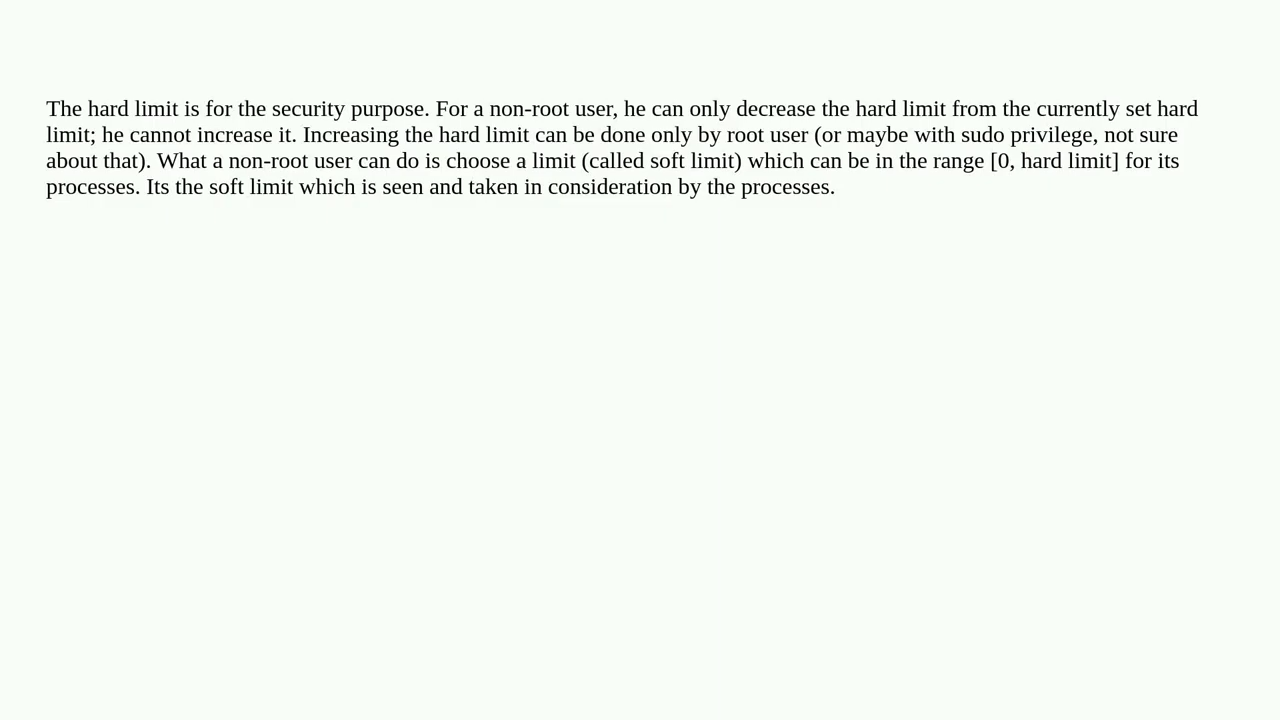 The hard limit is for the security purpose. For a non-root user, he can only decrease the hard limit from the currently set hard
limit; he cannot increase it. Increasing the hard limit can be done only by root user (or maybe with sudo privilege, not sure
about that). What a non-root user can do is choose a limit (called soft limit) which can be in the range [0, hard limit] for its
processes. Its the soft limit which is seen and taken in consideration by the processes.